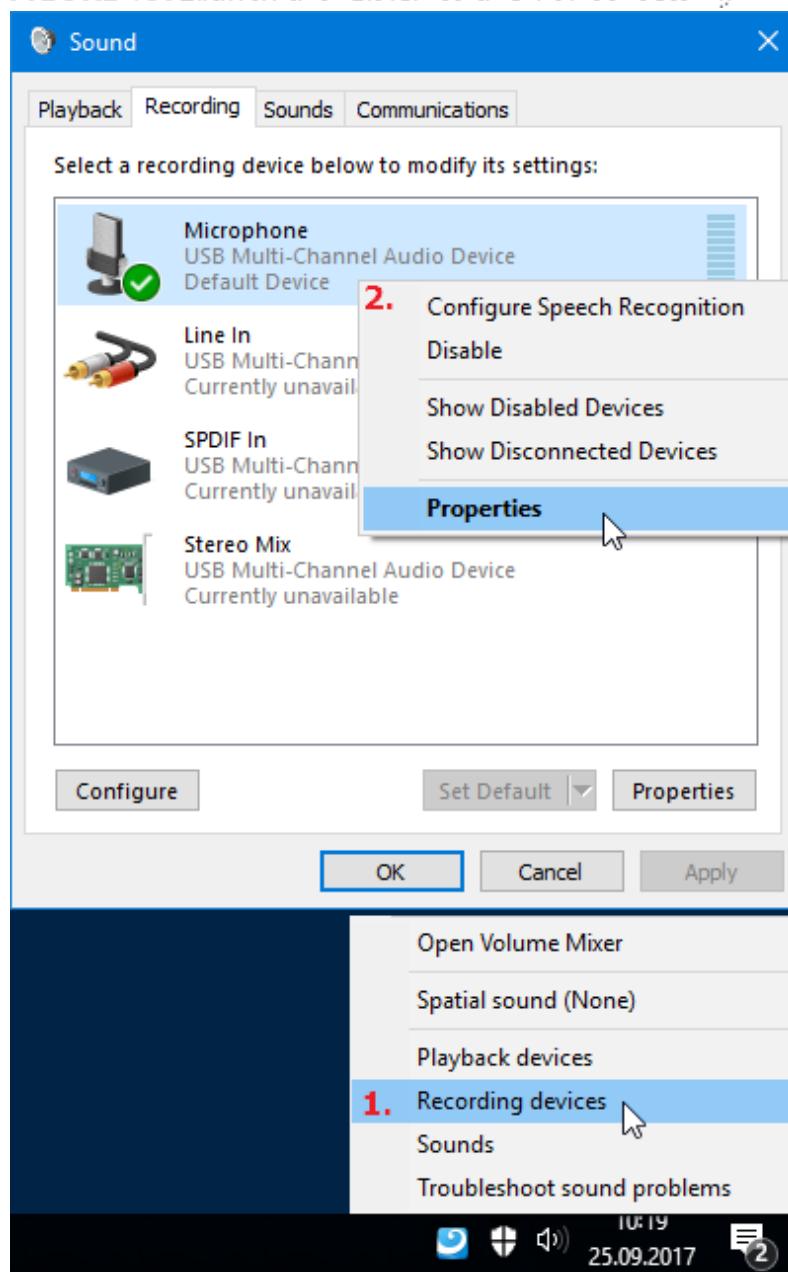 Sound
Playback Recording Sounds Communications
Select a recording device below to modify its settings:
Microphone
USB Multi-Channel Audio Device
Default Device
2.
Configure Speech Recognition
Disable
Show Disabled Devices
Show Disconnected Devices
Properties
Line In
USB Multi-Chann
Currently unavail
SPDIF In
USB Multi-Chann
Currently unavail
Stereo Mix
USB Multi-Channel Audio Device
Currently unavailable
Configure Set Default Properties
OK Cancel Apply
Open Volume Mixer
Spatial sound (None)
Playback devices
1. Recording devices
Sounds
Troubleshoot sound problems
10:19
25.09.2017
2